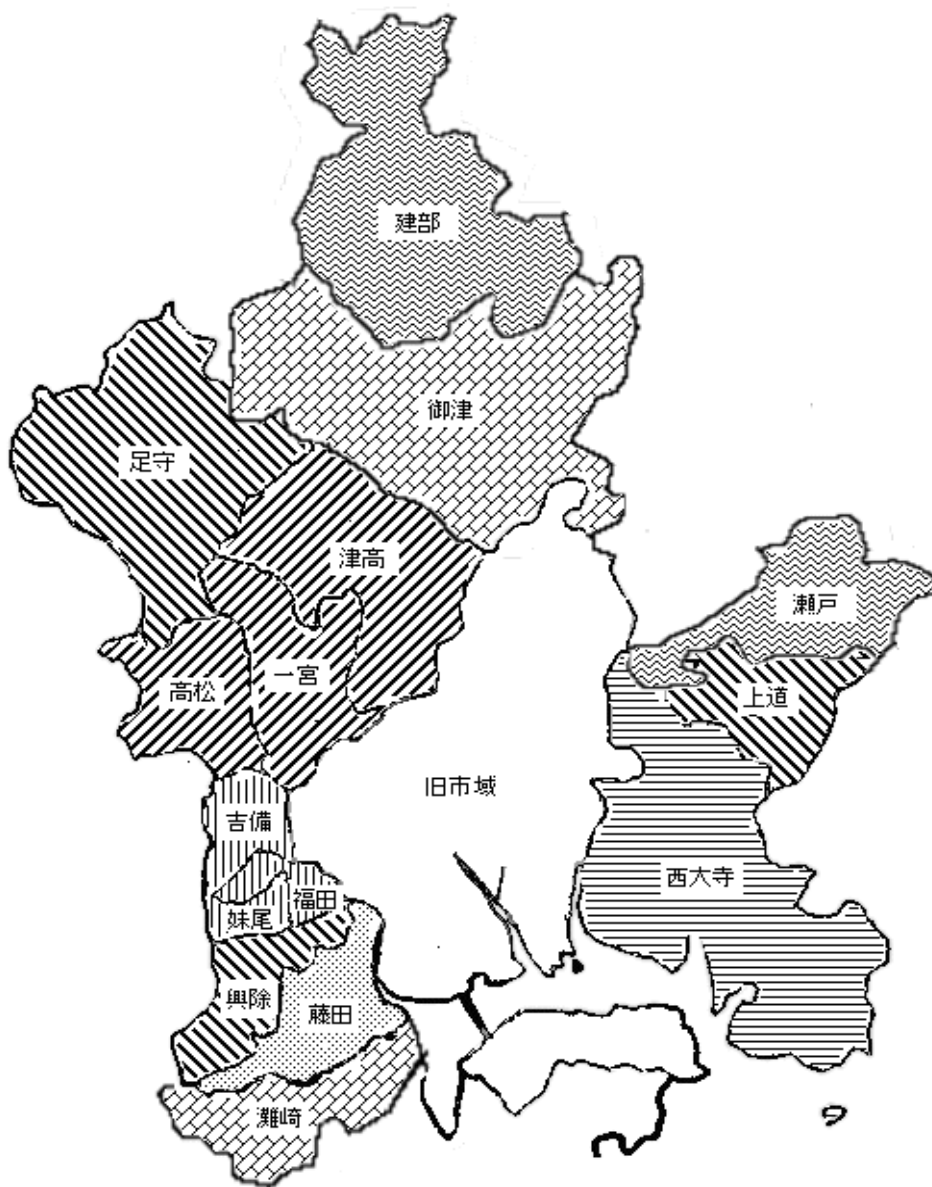 建部
御津
足守
津高
瀬戸
一宮
高松
上道
旧市域
吉備
西大寺
福田
妹尾
興除
藤田
灘崎